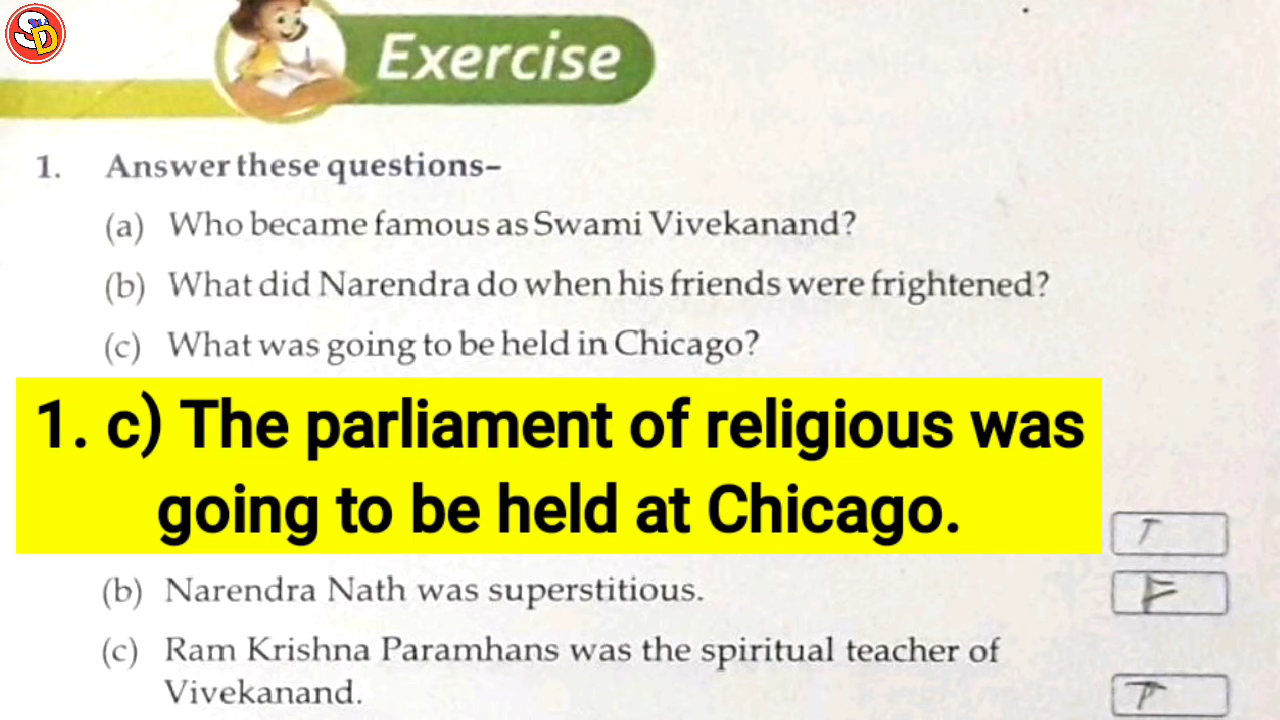 SD
Exercise
1. Answer these questions-
(a) Who became famous as Swami Vivekanand?
(b) What did Narendra do when his friends were frightened?
(c) What was going to be held in Chicago?
1. c) The parliament of religious was
going to be held at Chicago.
T
(b) Narendra Nath was superstitious.
F
(c) Ram Krishna Paramhans was the spiritual teacher of
Vivekanand.
T